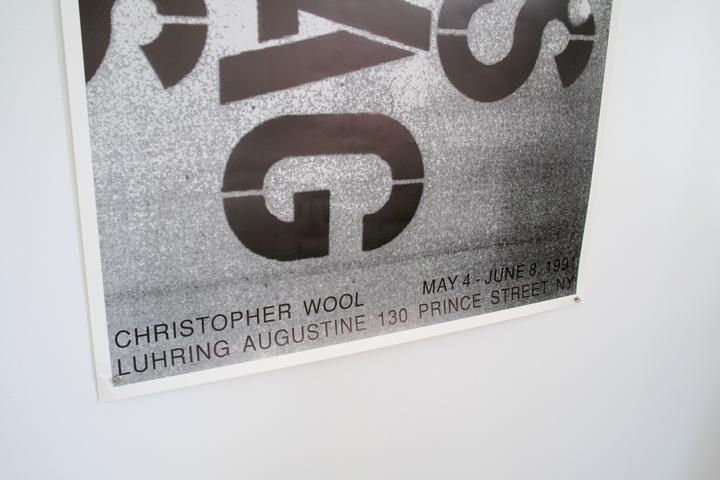 S
G
CHRISTOPHER WOOL MAY 4 - JUNE 8, 1991
LUHRING AUGUSTINE 130 PRINCE STREET NY